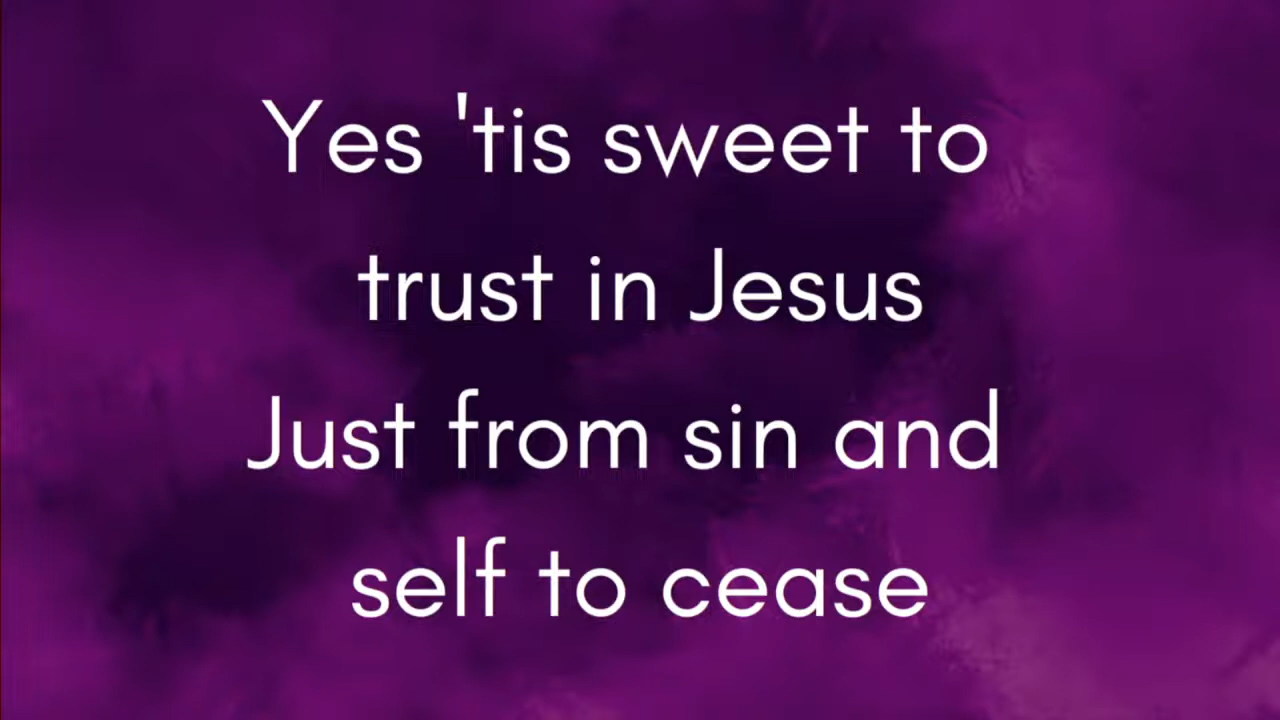 Yes 'tis sweet to
trust in Jesus
Just from sin and
self to cease